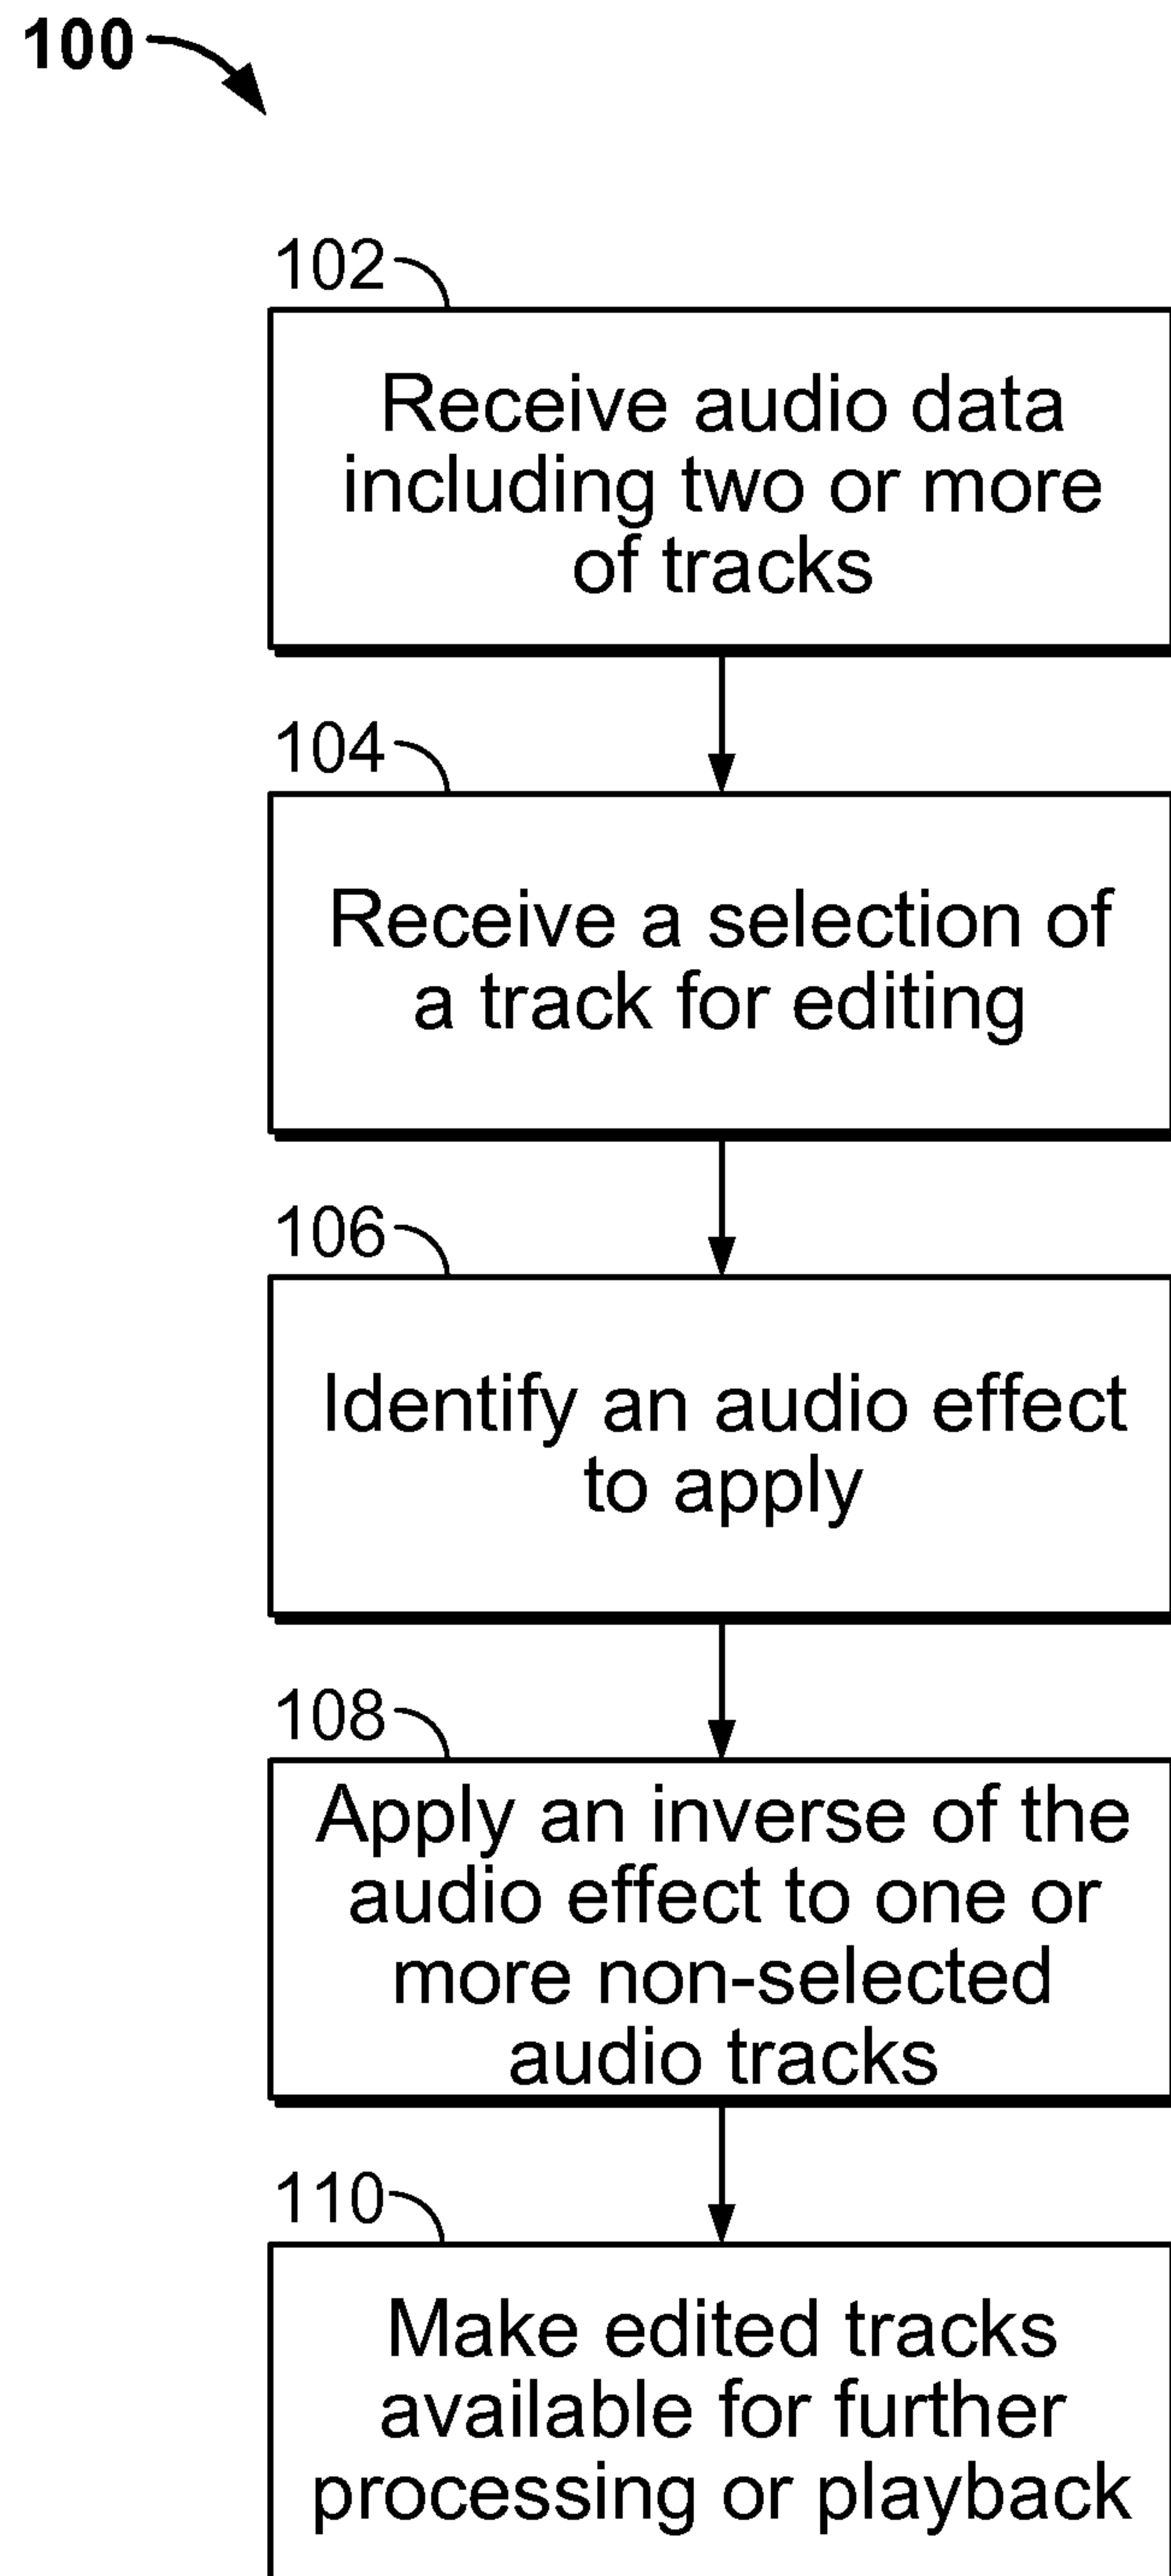 100
102
Receive audio data
including two or more
of tracks
104
Receive a selection of
a track for editing
106
Identify an audio effect
to apply
108
Apply an inverse of the
audio effect to one or
more non-selected
audio tracks
110
Make edited tracks
available for further
processing or playback